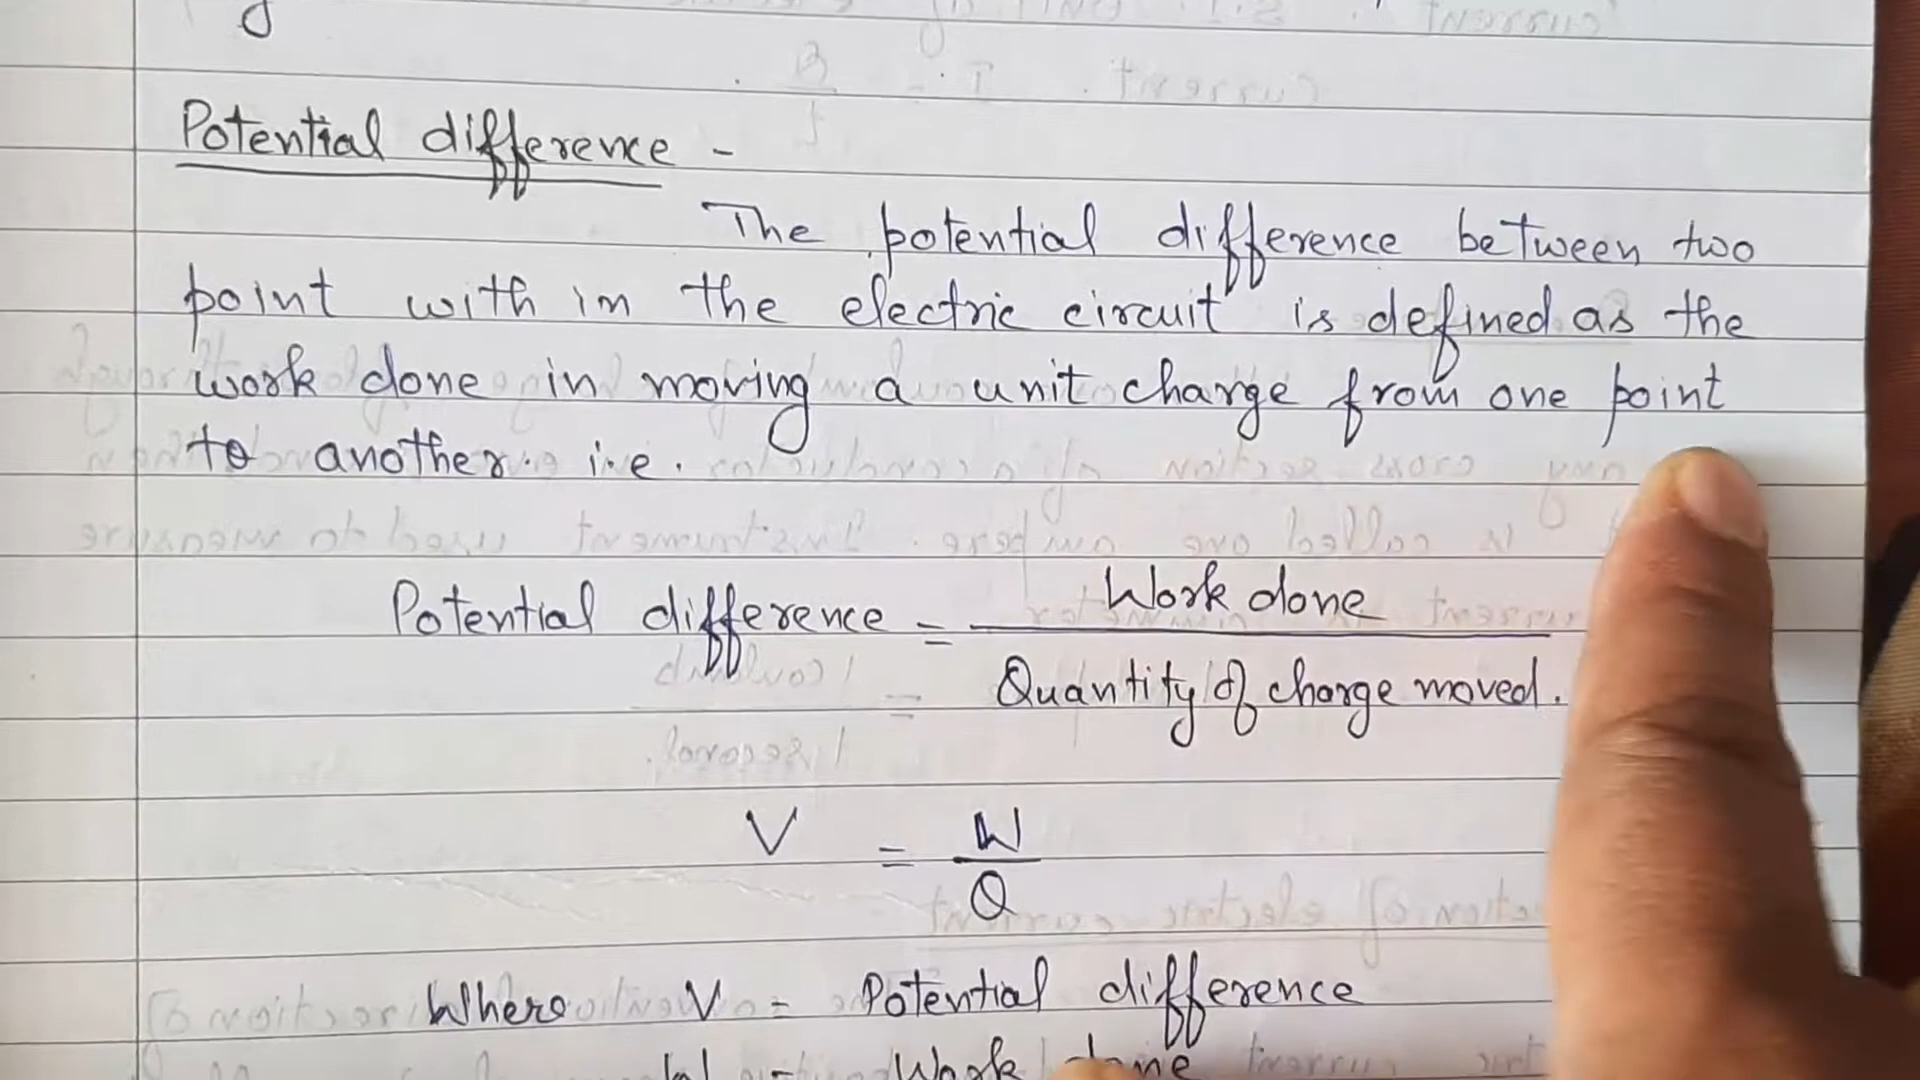 Potential difference -
The potential difference between two
point with in the electric circuit is defined as the
work done in moving a unit charge from one point
to another. i.e.
Potential difference = Work done
Quantity of charge moved.
V = W
Q
Where V = Potential difference
W - Work done